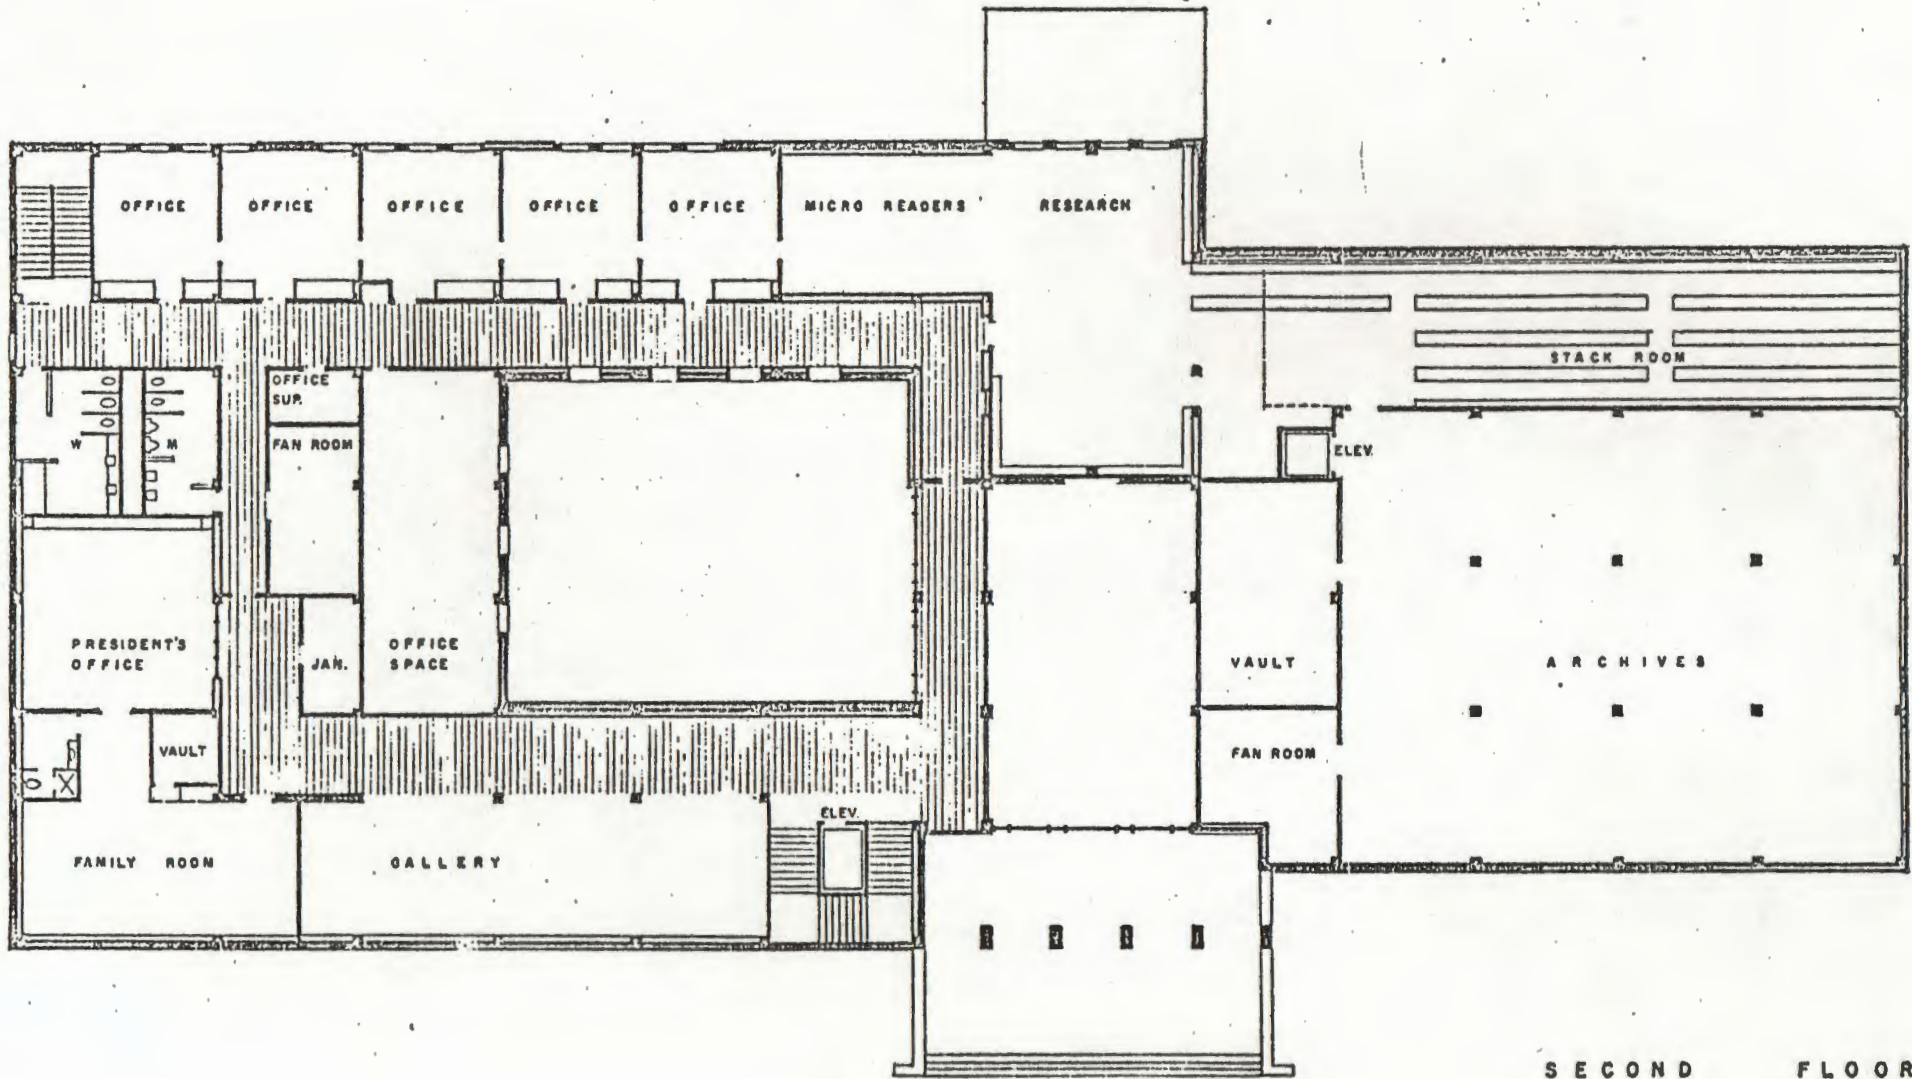 OFFICE
OFFICE
OFFICE
OFFICE
OFFICE
MICRO READERS
RESEARCH
STACK ROOM
OFFICE
SUP.
W
M
FAN ROOM
ELEV.
PRESIDENT'S
OFFICE
JAN.
OFFICE
SPACE
VAULT
ARCHIVES
VAULT
FAN ROOM
ELEV.
FAMILY ROOM
GALLERY
SECOND FLOOR